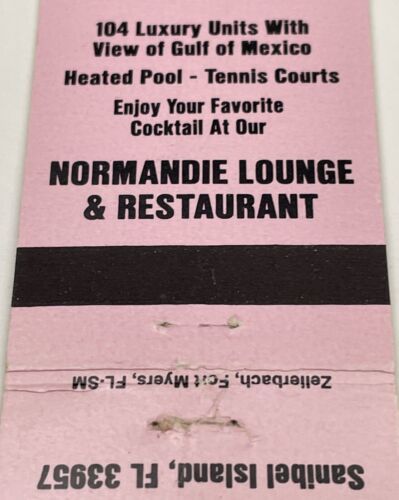 104 Luxury Units With
View of Gulf of Mexico
Heated Pool - Tennis Courts
Enjoy Your Favorite
Cocktail At Our
NORMANDIE LOUNGE
& RESTAURANT
Zellerbach, Fort Myers, FL-SM
Sanibel Island, FL 33957